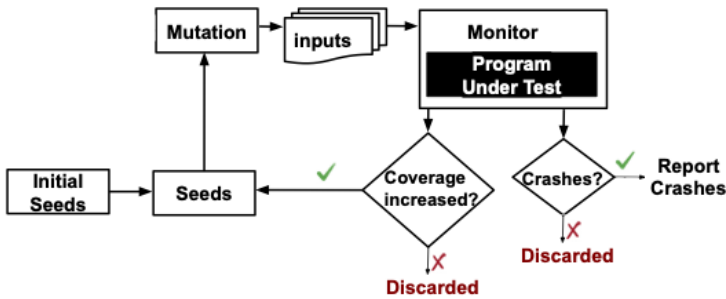 Mutation
inputs
Monitor
Program
Under Test
Initial
Seeds
Seeds
Coverage
increased?
Crashes?
Report
Crashes
Discarded
Discarded